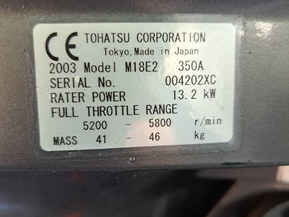 CE TOHATSU CORPORATION
Tokyo, Made in Japan
2003 Model M18E2 350A
SERIAL No. 004202XC
RATER POWER 13.2 kW
FULL THROTTLE RANGE
5200 - 5800 r/min
MASS 41 - 46 kg